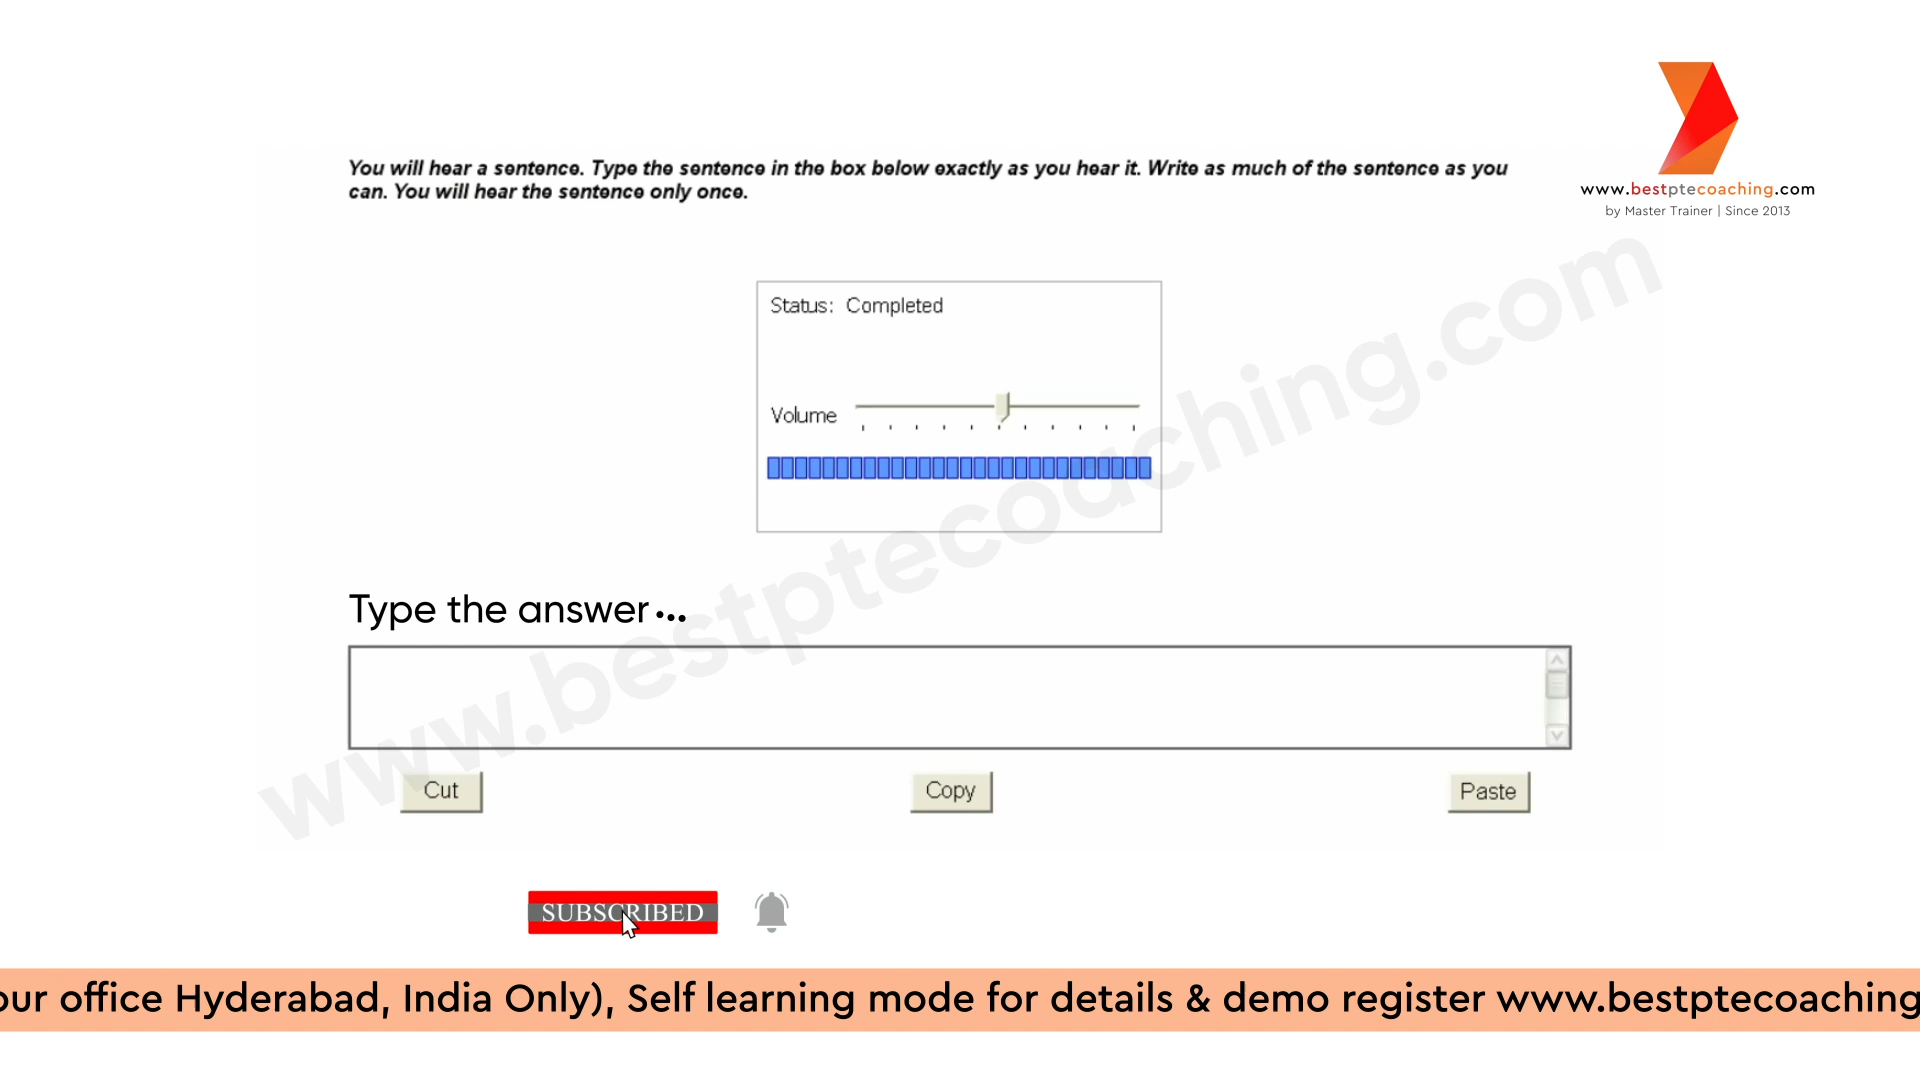 You will hear a sentence. Type the sentence in the box below exactly as you hear it. Write as much of the sentence as you
can. You will hear the sentence only once.
www.bestptecoaching.com
by Master Trainer | Since 2013
Status: Completed
Volume
www.bestptecoaching.com
Type the answer...
Cut
Copy
Paste
SUBSCRIBED
our office Hyderabad, India Only), Self learning mode for details & demo register www.bestptecoaching